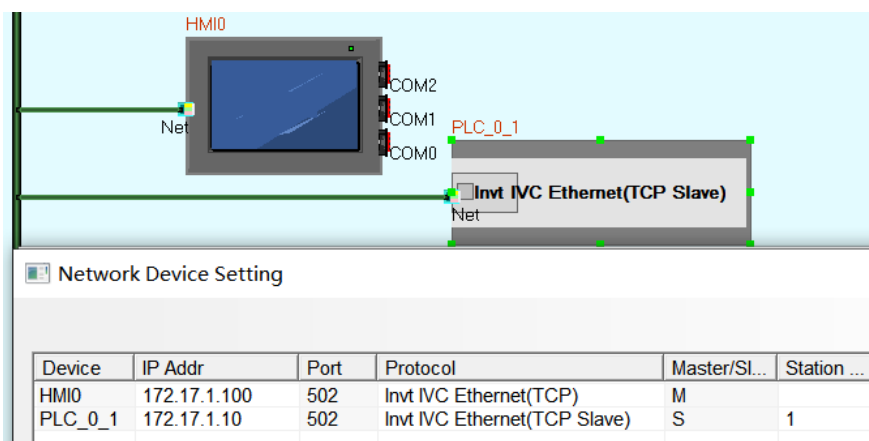 HMI0
COM2
Net
COM1
PLC_0_1
COM0
Invt IVC Ethernet(TCP Slave)
Net
Network Device Setting
Device IP Addr Port Protocol Master/Sl... Station ...
HMI0 172.17.1.100 502 Invt IVC Ethernet(TCP) M
PLC_0_1 172.17.1.10 502 Invt IVC Ethernet(TCP Slave) S 1